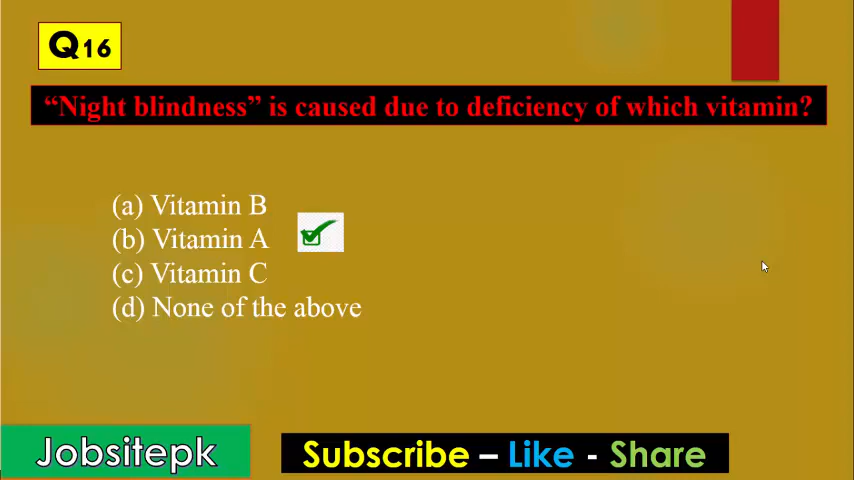 Q16
“Night blindness” is caused due to deficiency of which vitamin?
(a) Vitamin B
(b) Vitamin A
(c) Vitamin C
(d) None of the above
Jobsitepk
Subscribe – Like - Share